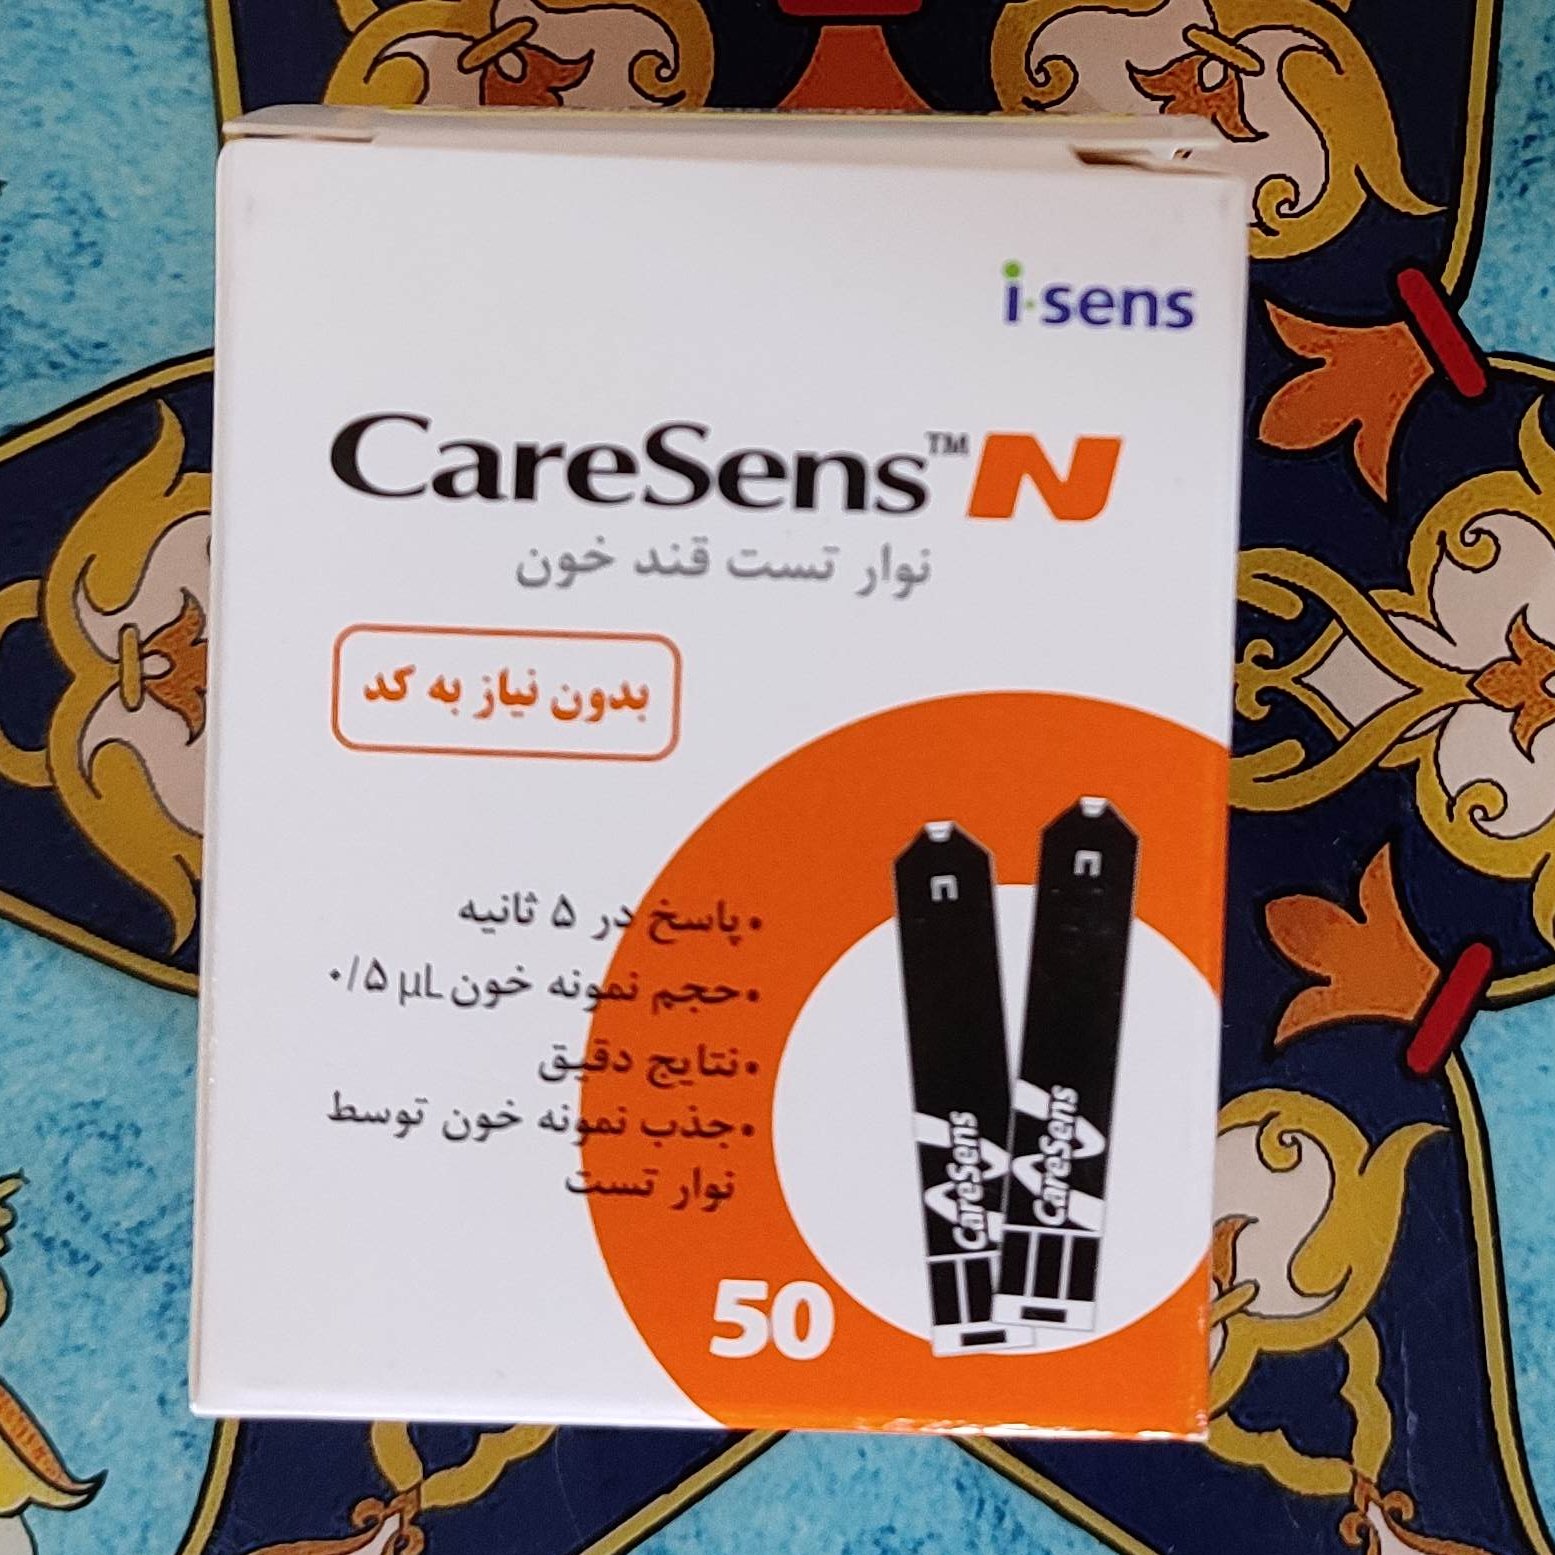 i·sens
CareSens™ N
نوار تست قند خون
بدون نیاز به کد
•پاسخ در ۵ ثانیه
•حجم نمونه خون ۰/۵ µL
•نتایج دقیق
•جذب نمونه خون توسط
نوار تست
n
n
CareSens
CareSens
50